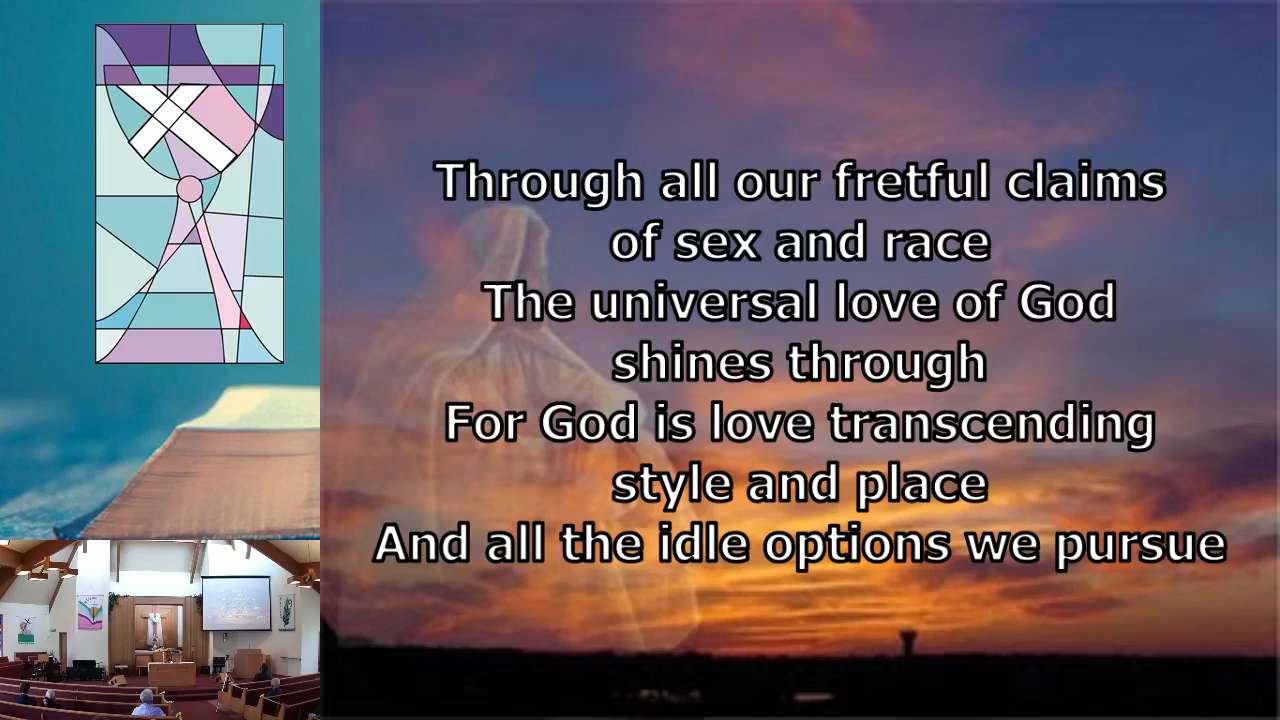 Through all our fretful claims
of sex and race
The universal love of God
shines through
For God is love transcending
style and place
And all the idle options we pursue